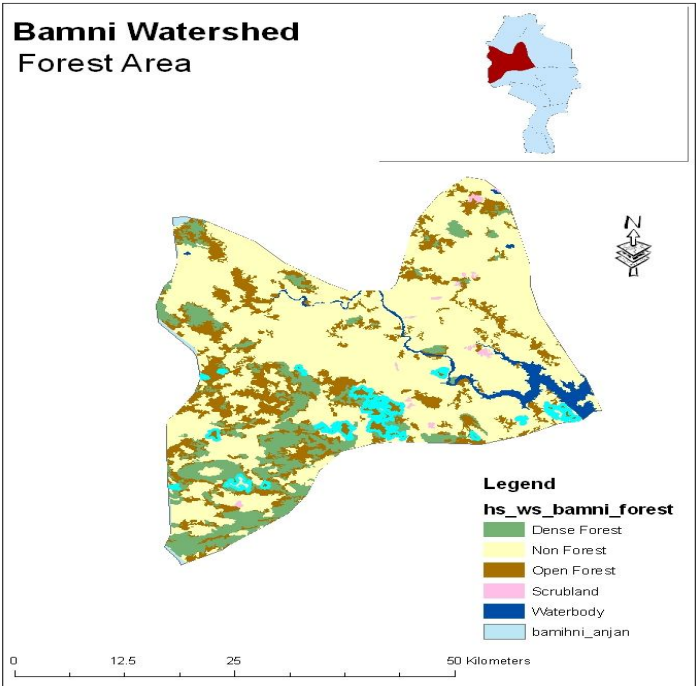 Bamni Watershed
Forest Area
N
Legend
hs_ws_bamni_forest
Dense Forest
Non Forest
Open Forest
Scrubland
Waterbody
bamihni_anjan
0 12.5 25 50 Kilometers